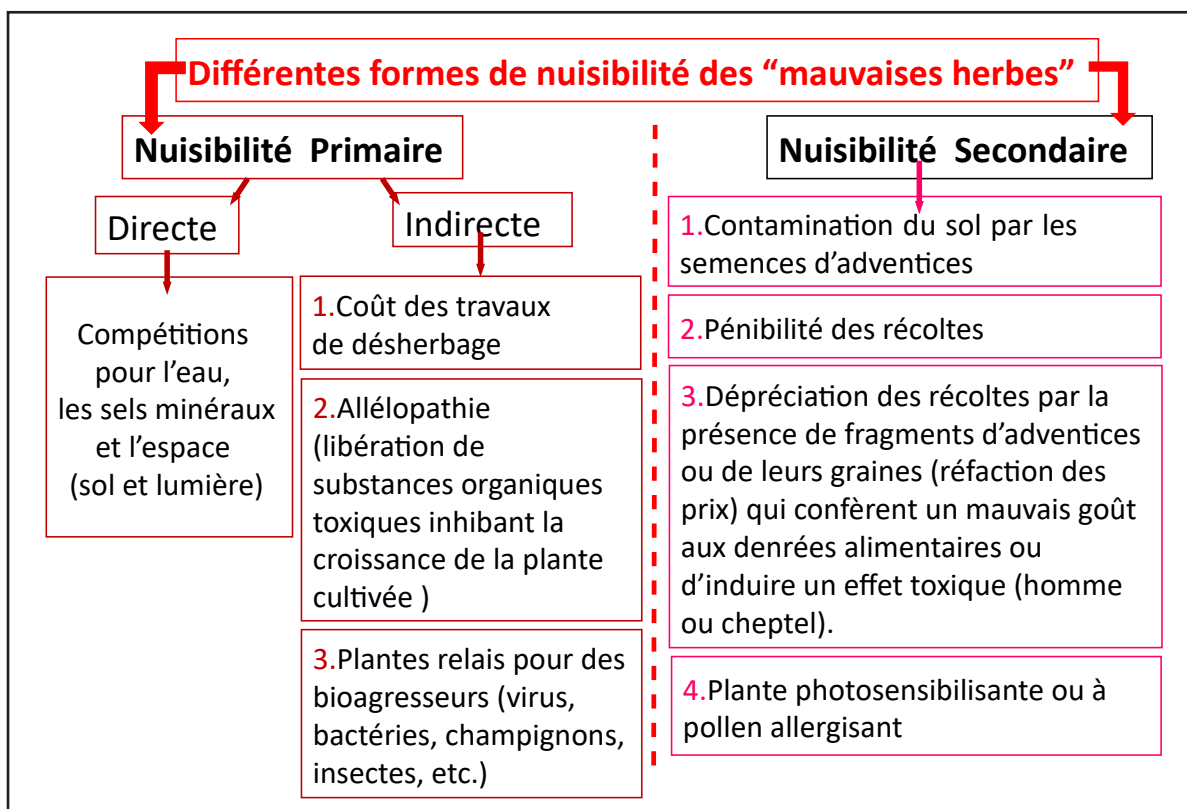 Différentes formes de nuisibilité des “mauvaises herbes”
Nuisibilité Primaire
Directe
Compétitions
pour l’eau,
les sels minéraux
et l’espace
(sol et lumière)
Indirecte
1.Coût des travaux
de désherbage
2.Allélopathie
(libération de
substances organiques
toxiques inhibant la
croissance de la plante
cultivée )
3.Plantes relais pour des
bioagresseurs (virus,
bactéries, champignons,
insectes, etc.)
Nuisibilité Secondaire
1.Contamination du sol par les
semences d’adventices
2.Pénibilité des récoltes
3.Dépréciation des récoltes par la
présence de fragments d’adventices
ou de leurs graines (réfaction des
prix) qui confèrent un mauvais goût
aux denrées alimentaires ou
d’induire un effet toxique (homme
ou cheptel).
4.Plante photosensibilisante ou à
pollen allergisant